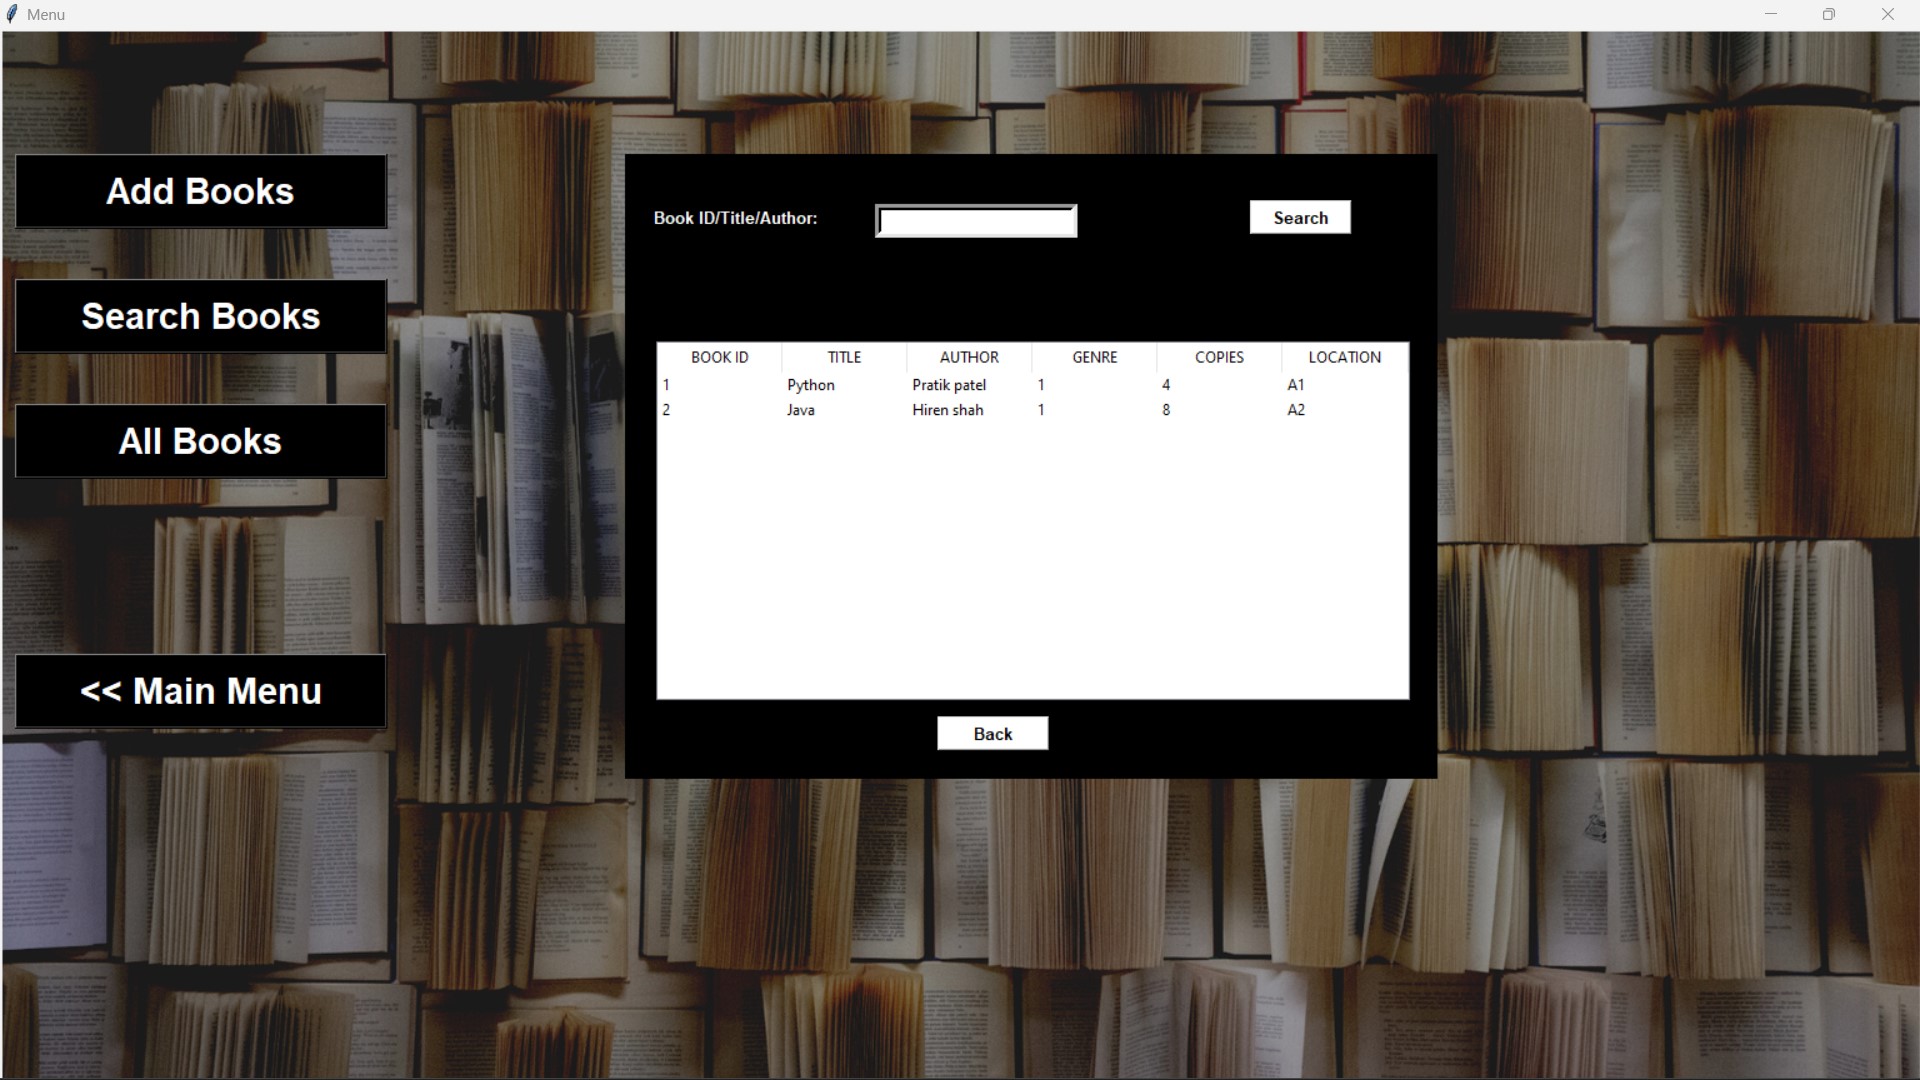 Menu
Add Books
Search Books
All Books
<< Main Menu
Book ID/Title/Author:
Search
BOOK ID TITLE AUTHOR GENRE COPIES LOCATION
1 Python Pratik patel 1 4 A1
2 Java Hiren shah 1 8 A2
Back